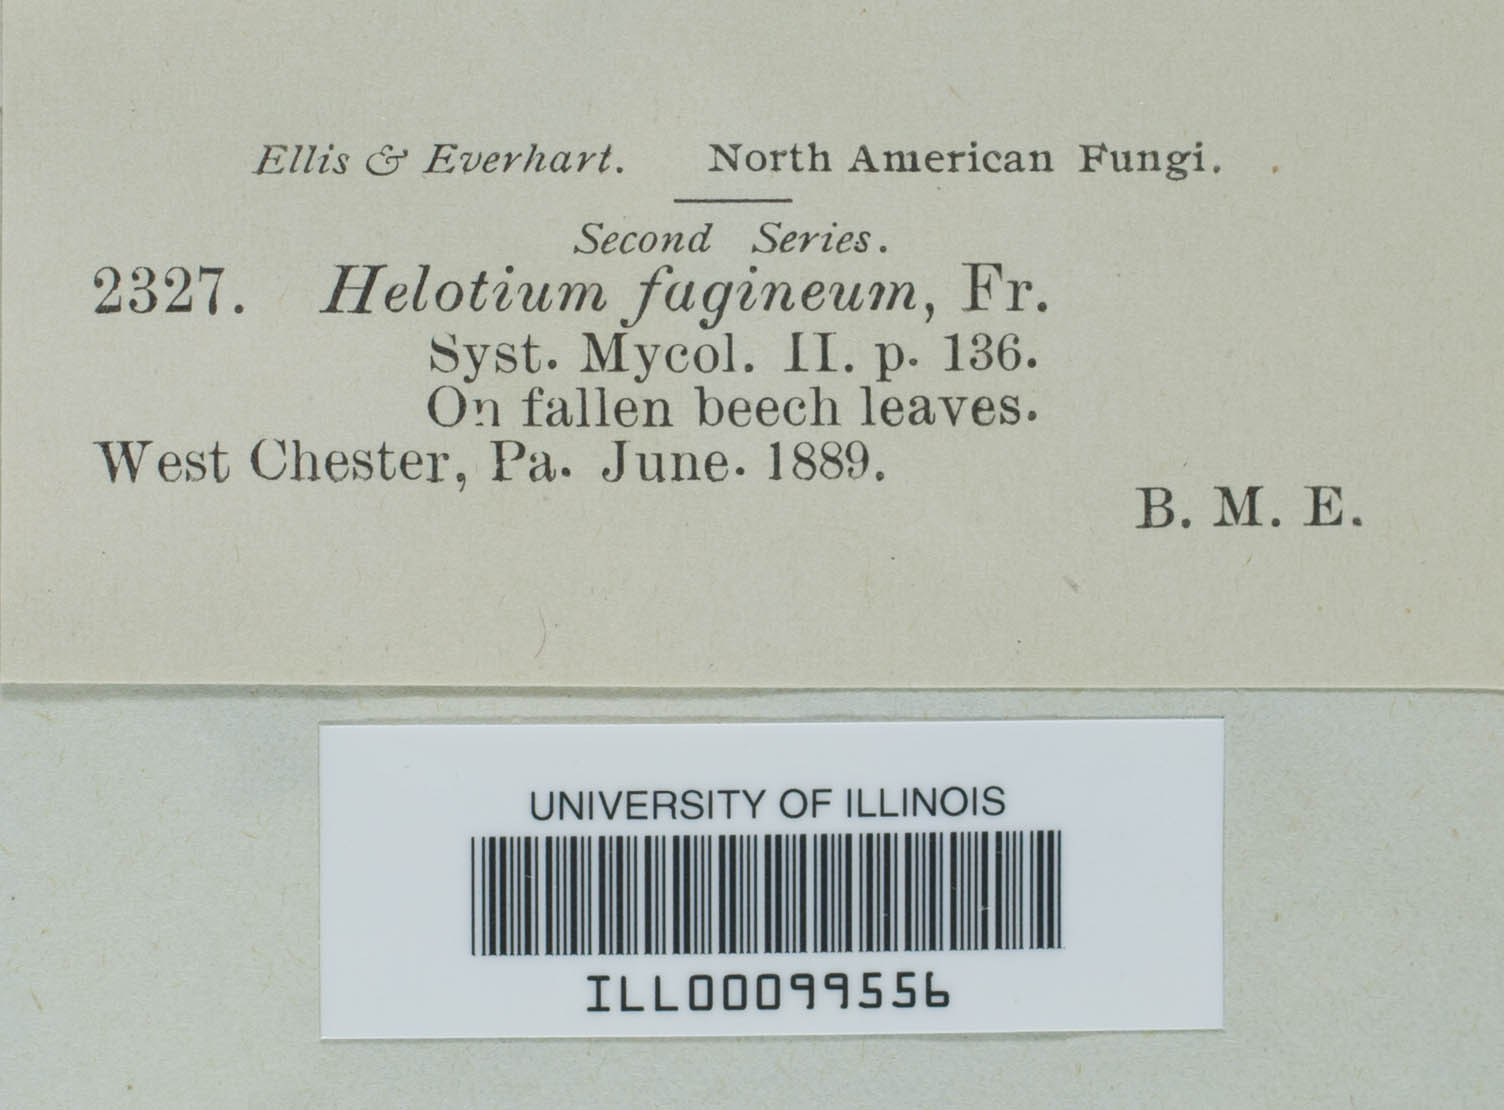 Ellis & Everhart. North American Fungi.
Second Series.
2327. Helotium fagineum, Fr.
Syst. Mycol. II. p. 136.
On fallen beech leaves.
West Chester, Pa. June. 1889.
B. M. E.
UNIVERSITY OF ILLINOIS
ILL00099556